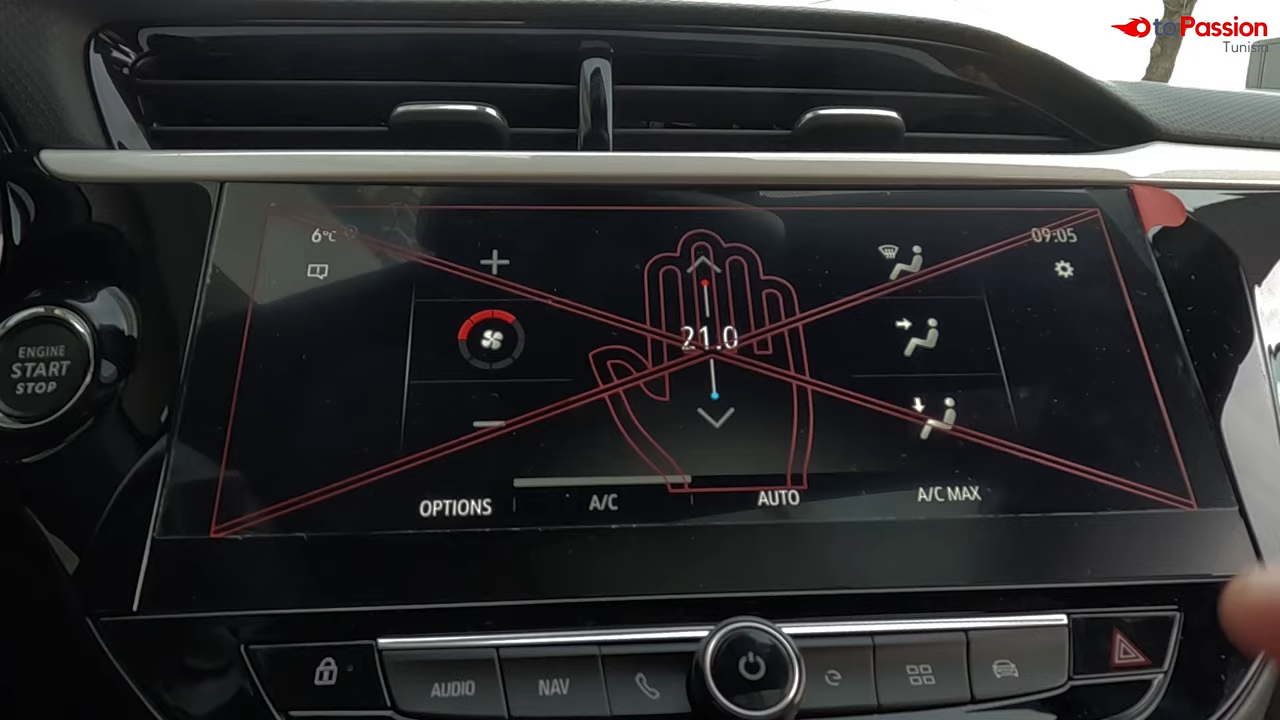 toPassion
Tunisia
6°C
09:05
ENGINE
START
STOP
21.0
OPTIONS
A/C
AUTO
A/C MAX
AUDIO
NAV